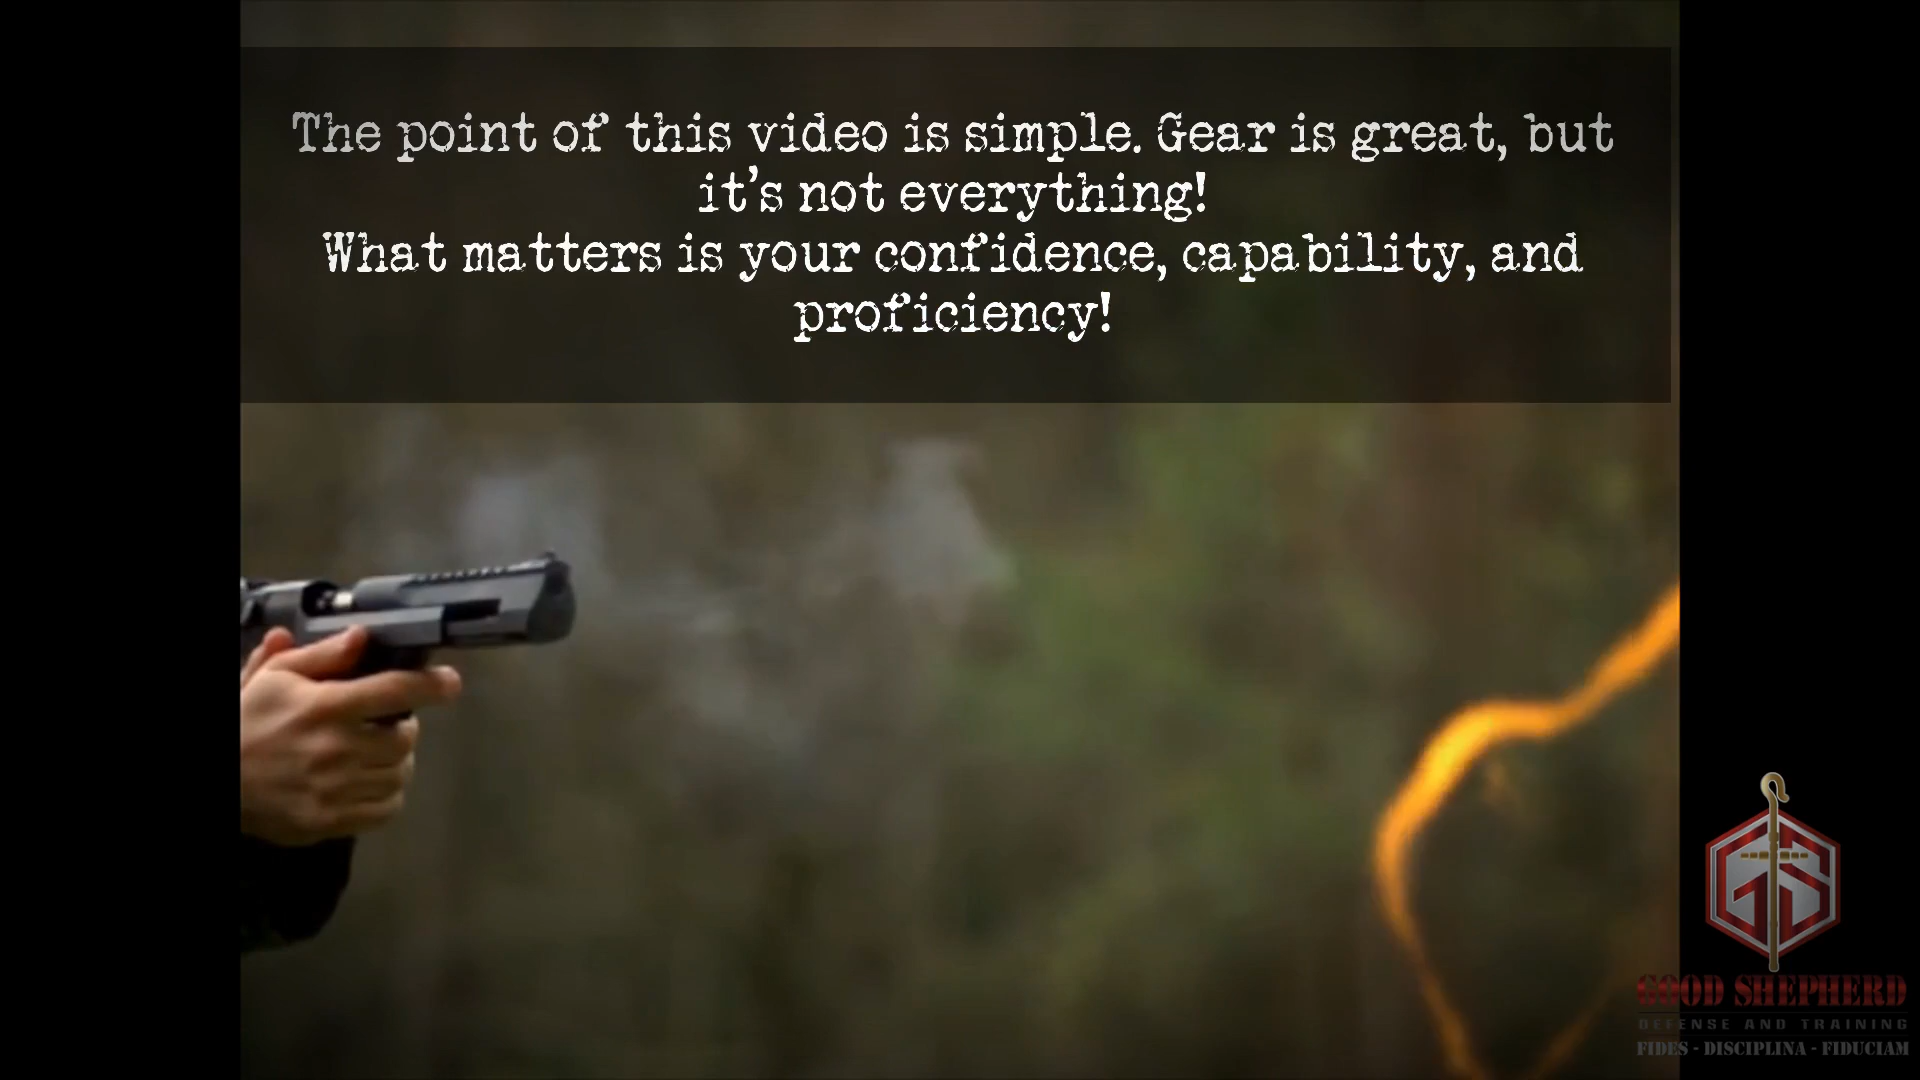 The point of this video is simple. Gear is great, but
it's not everything!
What matters is your confidence, capability, and
proficiency!
GS
GOOD SHEPHERD
DEFENSE AND TRAINING
FIDES - DISCIPLINA - FIDUCIAM